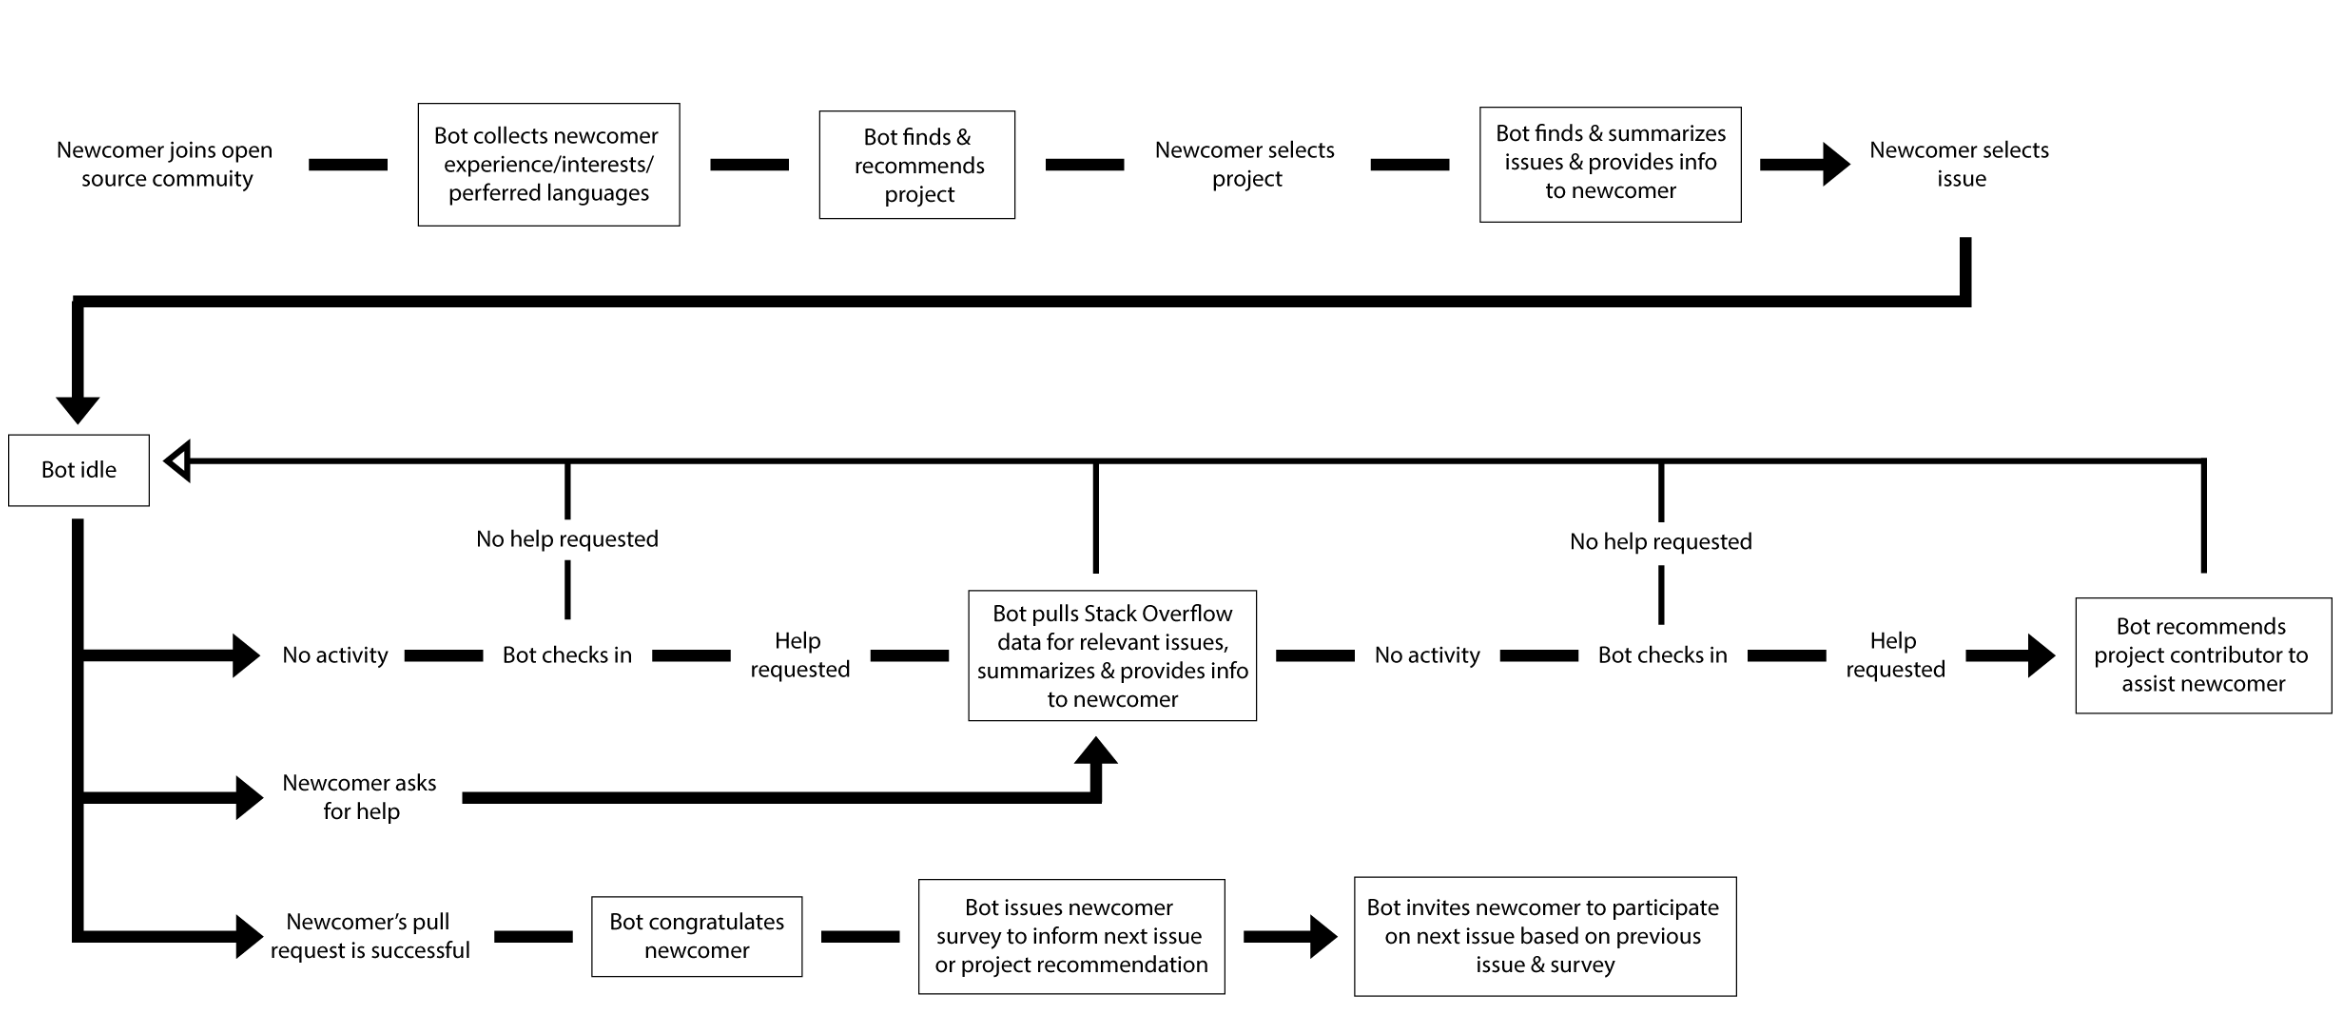 Newcomer joins open
source commuity
Bot collects newcomer
experience/interests/
perferred languages
Bot finds &
recommends
project
Newcomer selects
project
Bot finds & summarizes
issues & provides info
to newcomer
Newcomer selects
issue
Bot idle
No help requested
No help requested
No activity
Bot checks in
Help
requested
Bot pulls Stack Overflow
data for relevant issues,
summarizes & provides info
to newcomer
No activity
Bot checks in
Help
requested
Bot recommends
project contributor to
assist newcomer
Newcomer asks
for help
Newcomer’s pull
request is successful
Bot congratulates
newcomer
Bot issues newcomer
survey to inform next issue
or project recommendation
Bot invites newcomer to participate
on next issue based on previous
issue & survey